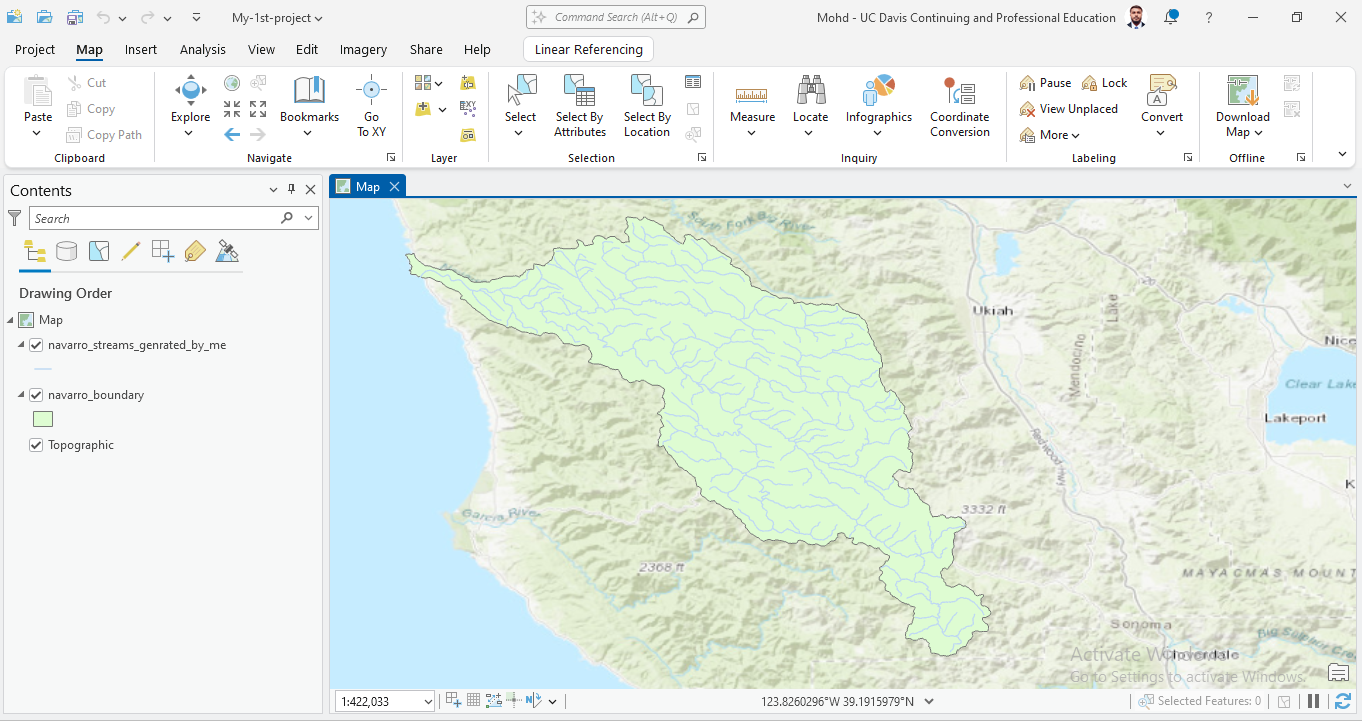 My-1st-project
Command Search (Alt+Q)
Mohd - UC Davis Continuing and Professional Education
?
Project Map Insert Analysis View Edit Imagery Share Help Linear Referencing
Paste
Cut
Copy
Copy Path
Clipboard
Explore
Bookmarks
Go
To XY
Navigate
XY
Layer
Select
Select By
Attributes
Select By
Location
Selection
Measure
Locate
Infographics
Coordinate
Conversion
Inquiry
Pause
Lock
View Unplaced
More
A
Convert
Labeling
Download
Map
Offline
Contents
Search
Drawing Order
Map
navarro_streams_genrated_by_me
navarro_boundary
Topographic
Map
South Fork Big River
Ukiah
Lake
Mendocino
Nice
Clear Lake
Lakeport
Redwood Hwy
K
3332 ft
Garcia River
2368 ft
MAYACMAS MOUNT
Sonoma
Big Sulphur Cree
Cloverdale
Activate Windows
Go to Settings to activate Windows.
1:422,033
N
123.8260296°W 39.1915979°N
Selected Features: 0